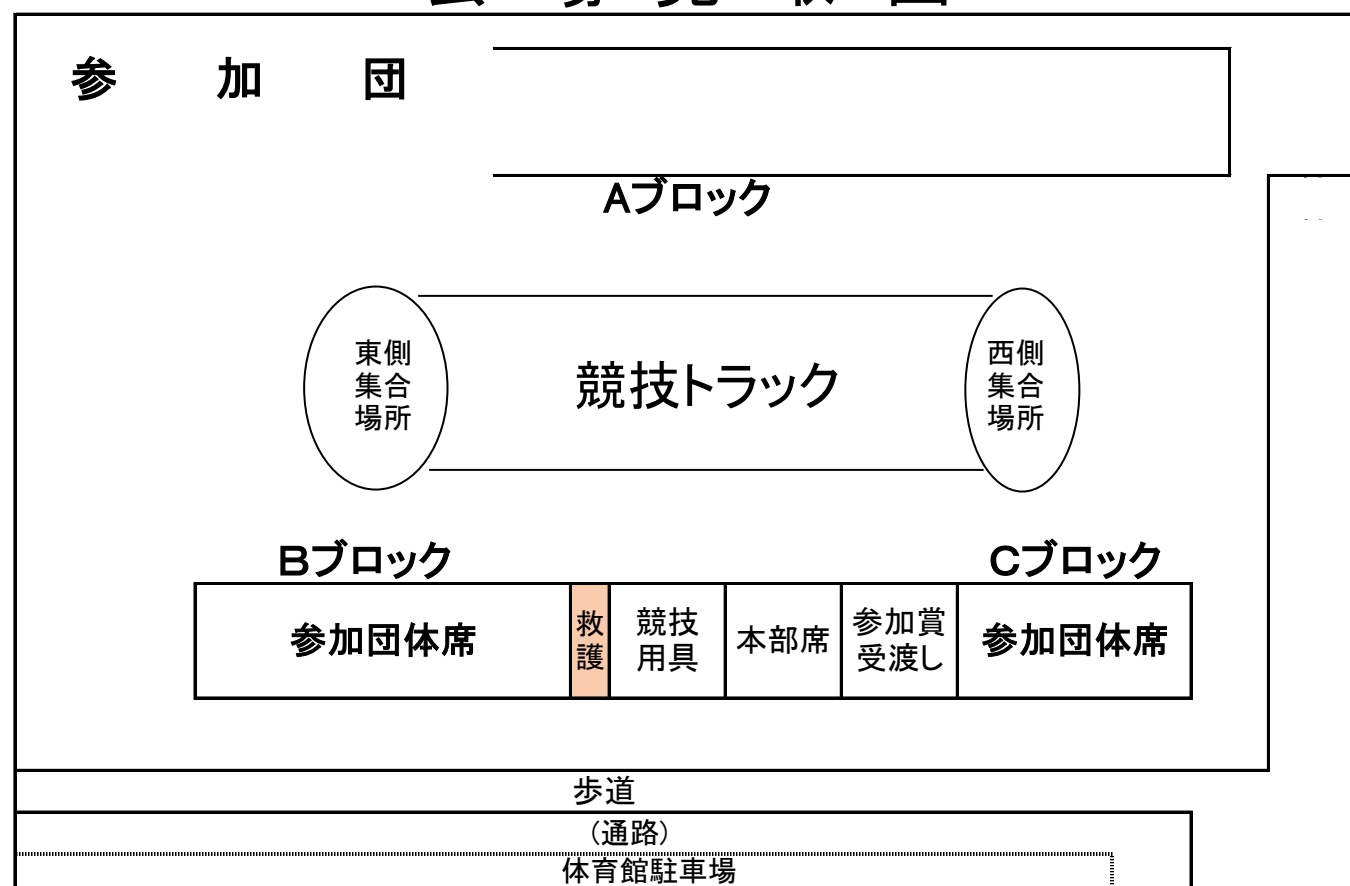 参加団
Aブロック
東側
集合
場所
競技トラック
西側
集合
場所
Bブロック
Cブロック
参加団体席
救
護
競技
用具
本部席
参加賞
受渡し
参加団体席
歩道
(通路)
体育館駐車場